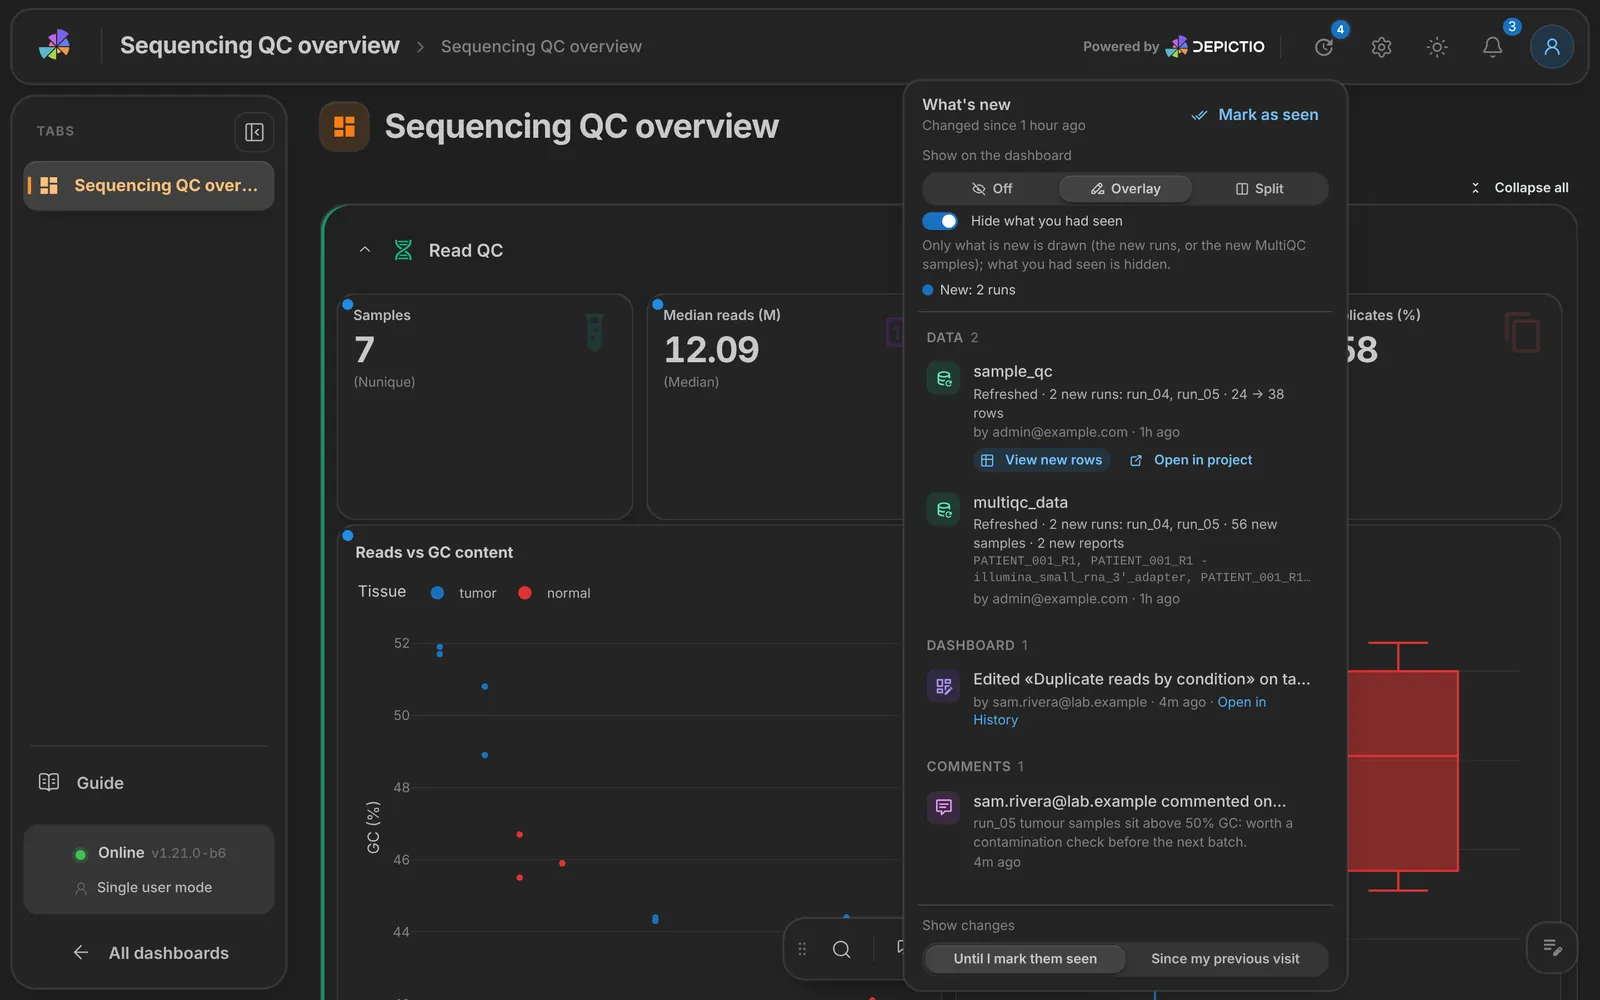 Sequencing QC overview
Sequencing QC overview
Powered by DEPICTIO
4
3
TABS
Sequencing QC over...
Guide
Online v1.21.0-b6
Single user mode
All dashboards
Sequencing QC overview
Collapse all
Read QC
Samples
7
(Nunique)
Median reads (M)
12.09
(Median)
licates (%)
58
Reads vs GC content
Tissue
tumor
normal
52
50
48
46
44
GC (%)
What's new
Changed since 1 hour ago
Mark as seen
Show on the dashboard
Off
Overlay
Split
Hide what you had seen
Only what is new is drawn (the new runs, or the new MultiQC
samples); what you had seen is hidden.
New: 2 runs
DATA 2
sample_qc
Refreshed · 2 new runs: run_04, run_05 · 24 → 38
rows
by admin@example.com · 1h ago
View new rows
Open in project
multiqc_data
Refreshed · 2 new runs: run_04, run_05 · 56 new
samples · 2 new reports
PATIENT_001_R1, PATIENT_001_R1 -
illumina_small_rna_3'_adapter, PATIENT_001_R1…
by admin@example.com · 1h ago
DASHBOARD 1
Edited «Duplicate reads by condition» on ta...
by sam.rivera@lab.example · 4m ago · Open in
History
COMMENTS 1
sam.rivera@lab.example commented on...
run_05 tumour samples sit above 50% GC: worth a
contamination check before the next batch.
4m ago
Show changes
Until I mark them seen
Since my previous visit